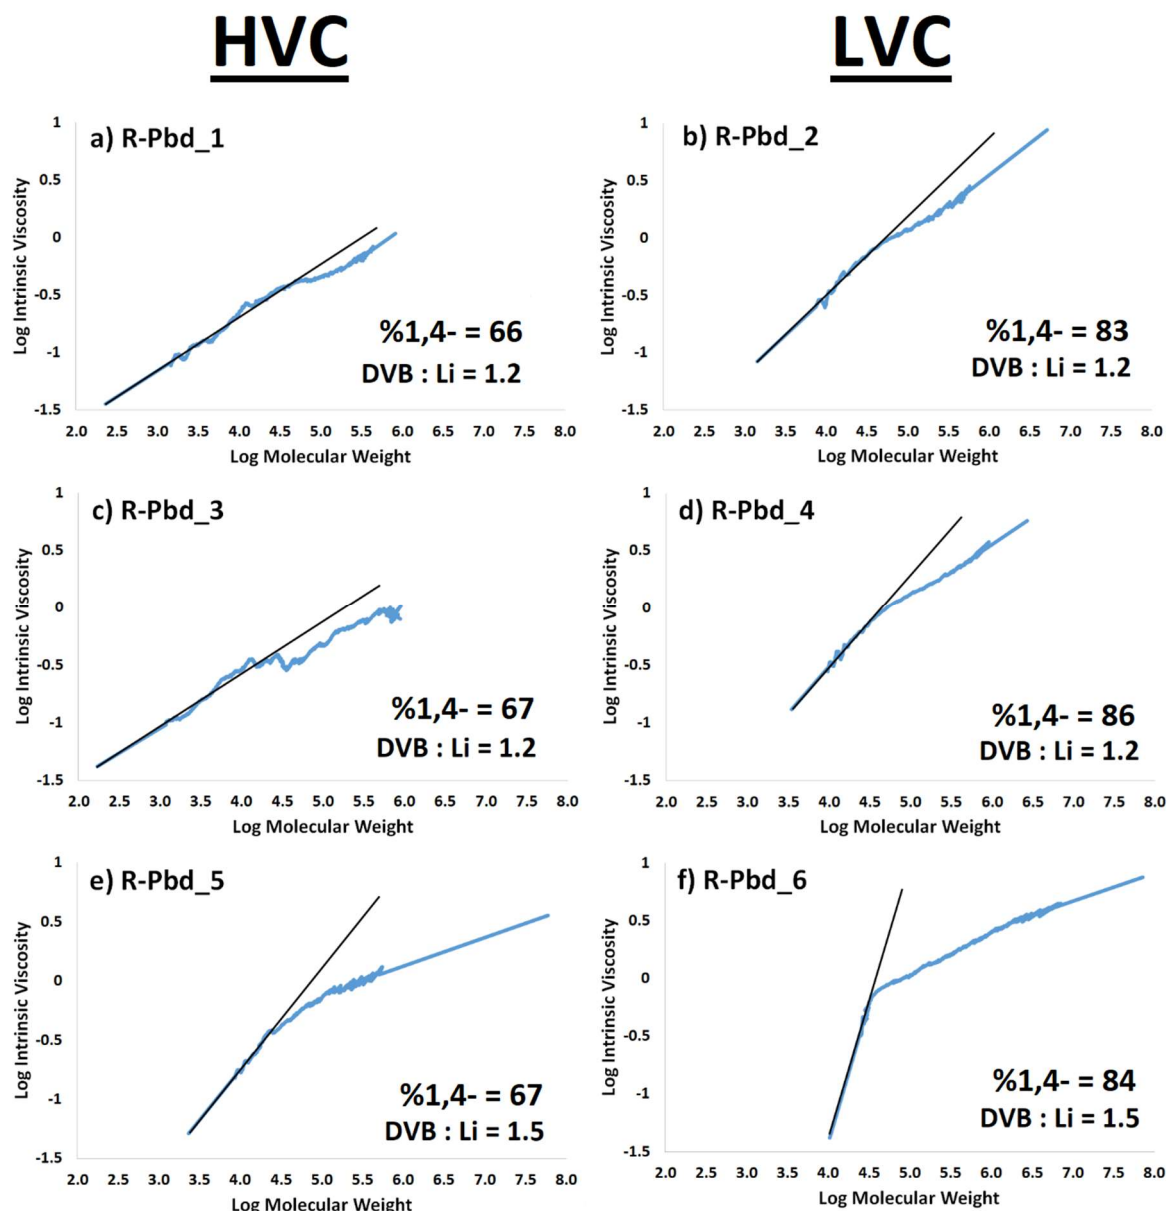 HVC
LVC
a) R-Pbd_1
1
0.5
0
-0.5
-1
-1.5
Log Intrinsic Viscosity
%1,4- = 66
DVB : Li = 1.2
2.0 2.5 3.0 3.5 4.0 4.5 5.0 5.5 6.0 6.5 7.0 7.5 8.0
Log Molecular Weight
b) R-Pbd_2
1
0.5
0
-0.5
-1
-1.5
Log Intrinsic Viscosity
%1,4- = 83
DVB : Li = 1.2
2.0 2.5 3.0 3.5 4.0 4.5 5.0 5.5 6.0 6.5 7.0 7.5 8.0
Log Molecular Weight
c) R-Pbd_3
1
0.5
0
-0.5
-1
-1.5
Log Intrinsic Viscosity
%1,4- = 67
DVB : Li = 1.2
2.0 2.5 3.0 3.5 4.0 4.5 5.0 5.5 6.0 6.5 7.0 7.5 8.0
Log Molecular Weight
d) R-Pbd_4
1
0.5
0
-0.5
-1
-1.5
Log Intrinsic Viscosity
%1,4- = 86
DVB : Li = 1.2
2.0 2.5 3.0 3.5 4.0 4.5 5.0 5.5 6.0 6.5 7.0 7.5 8.0
Log Molecular Weight
e) R-Pbd_5
1
0.5
0
-0.5
-1
-1.5
Log Intrinsic Viscosity
%1,4- = 67
DVB : Li = 1.5
2.0 2.5 3.0 3.5 4.0 4.5 5.0 5.5 6.0 6.5 7.0 7.5 8.0
Log Molecular Weight
f) R-Pbd_6
1
0.5
0
-0.5
-1
-1.5
Log Intrinsic Viscosity
%1,4- = 84
DVB : Li = 1.5
2.0 2.5 3.0 3.5 4.0 4.5 5.0 5.5 6.0 6.5 7.0 7.5 8.0
Log Molecular Weight